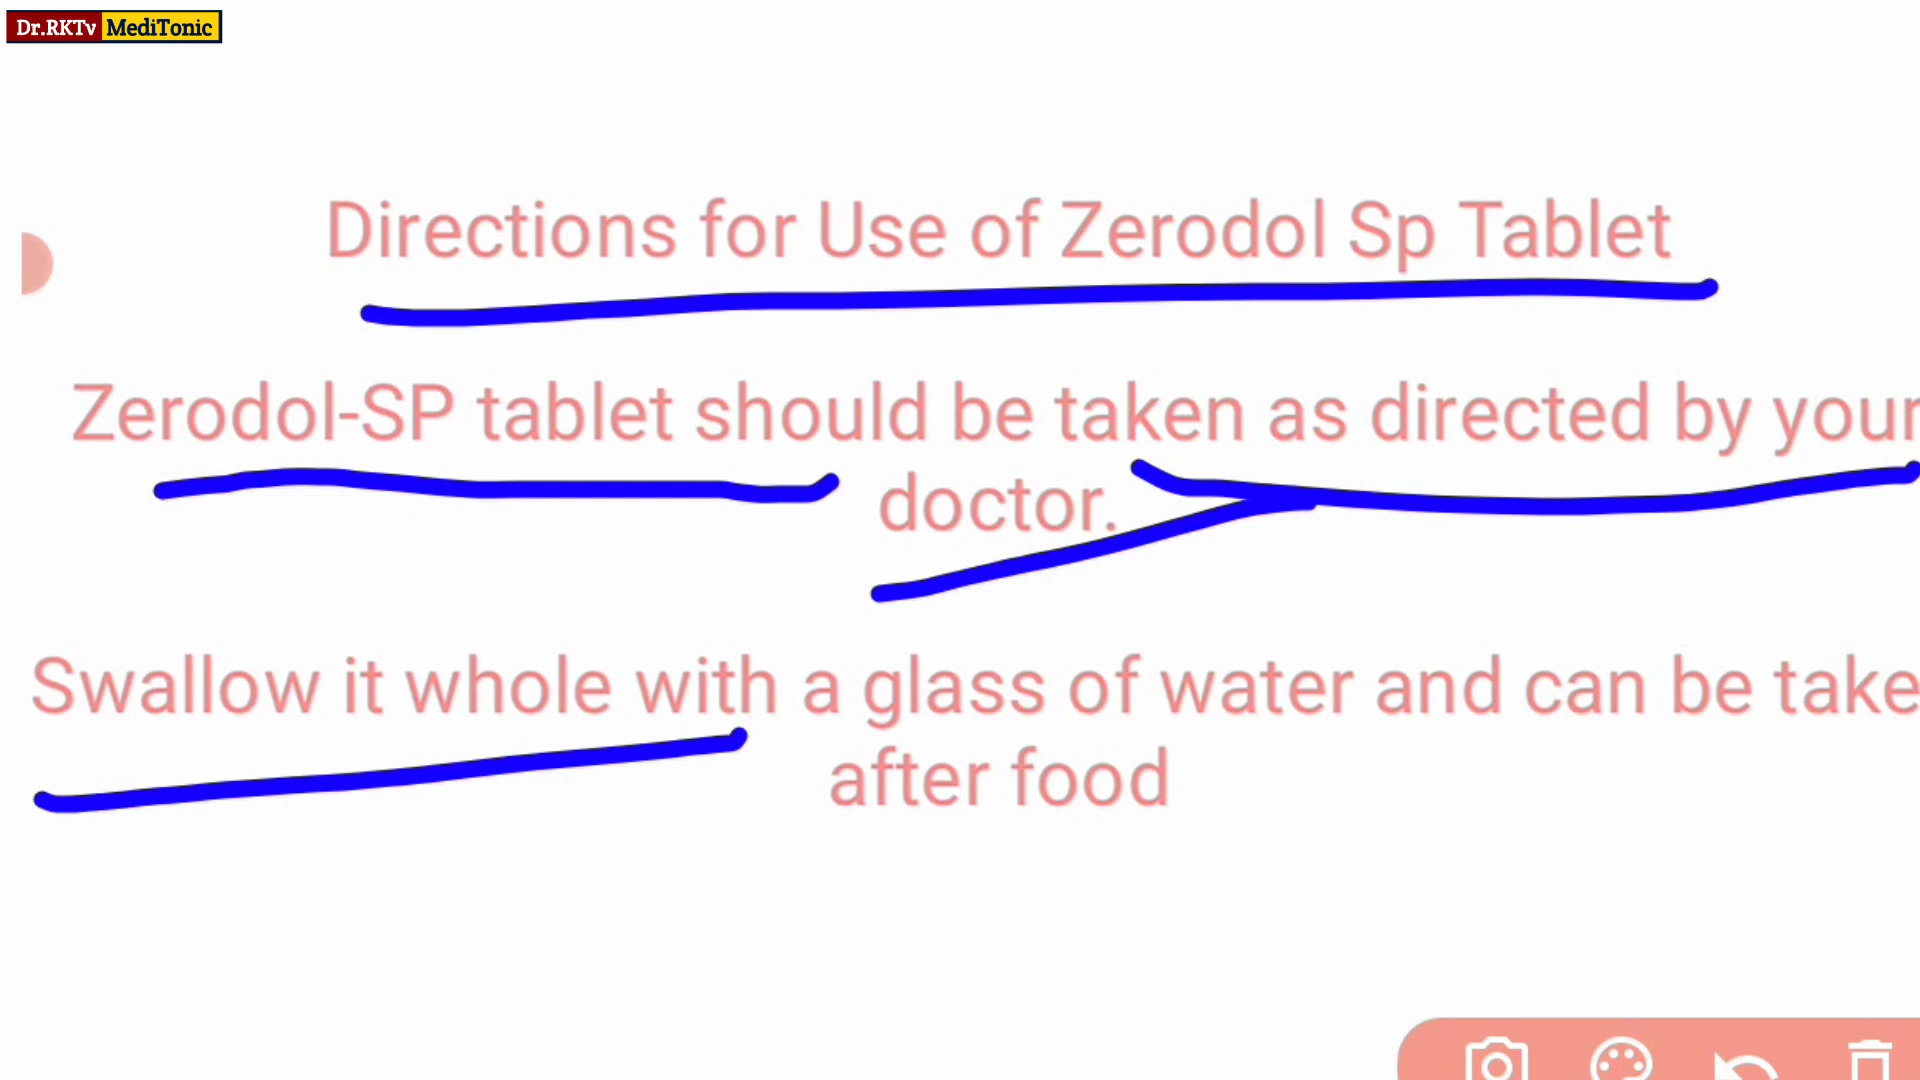 Dr.RKTv MediTonic
Directions for Use of Zerodol Sp Tablet
Zerodol-SP tablet should be taken as directed by your
doctor.
Swallow it whole with a glass of water and can be take
after food